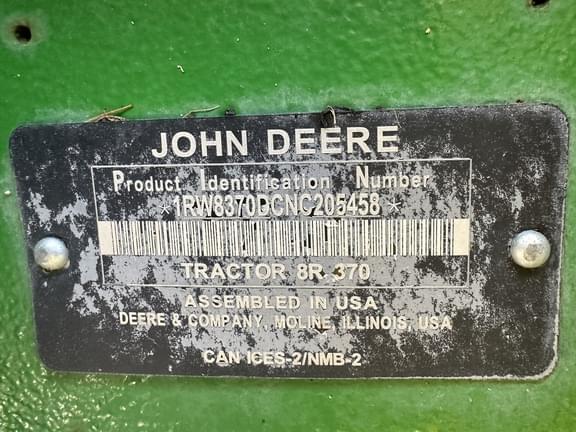 JOHN DEERE
Product Identification Number
*1RW8370DCNC205458*
TRACTOR 8R 370
ASSEMBLED IN USA
DEERE & COMPANY, MOLINE, ILLINOIS, USA
CAN ICES-2/NMB-2